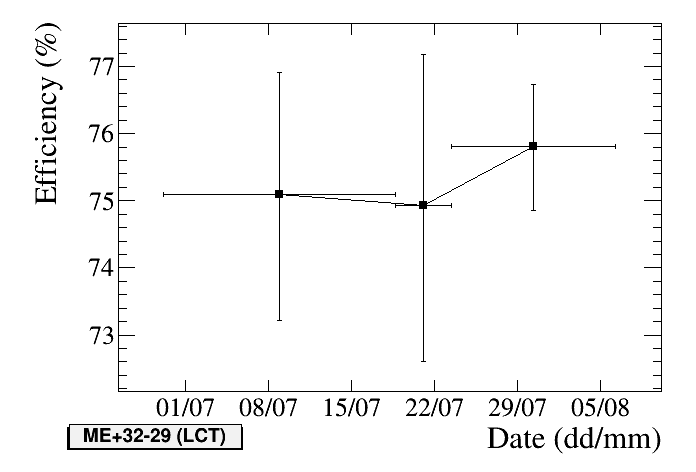 Efficiency (%)
77
76
75
74
73
01/07 08/07 15/07 22/07 29/07 05/08
ME+32-29 (LCT)
Date (dd/mm)